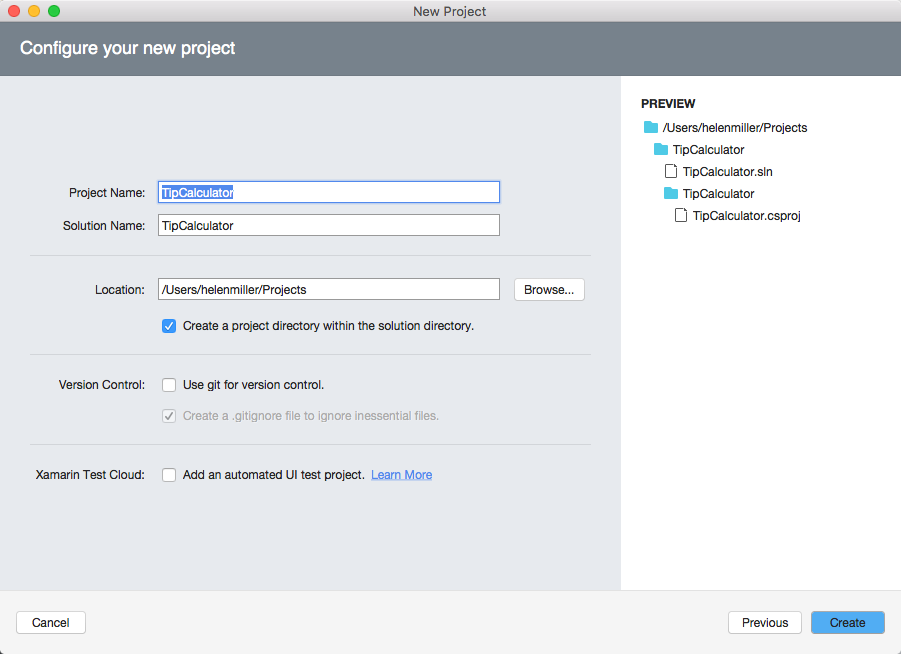 New Project
Configure your new project
Project Name: TipCalculator
Solution Name: TipCalculator
Location: /Users/helenmiller/Projects Browse...
Create a project directory within the solution directory.
Version Control: Use git for version control.
Create a .gitignore file to ignore inessential files.
Xamarin Test Cloud: Add an automated UI test project. Learn More
PREVIEW
/Users/helenmiller/Projects
TipCalculator
TipCalculator.sln
TipCalculator
TipCalculator.csproj
Cancel Previous Create